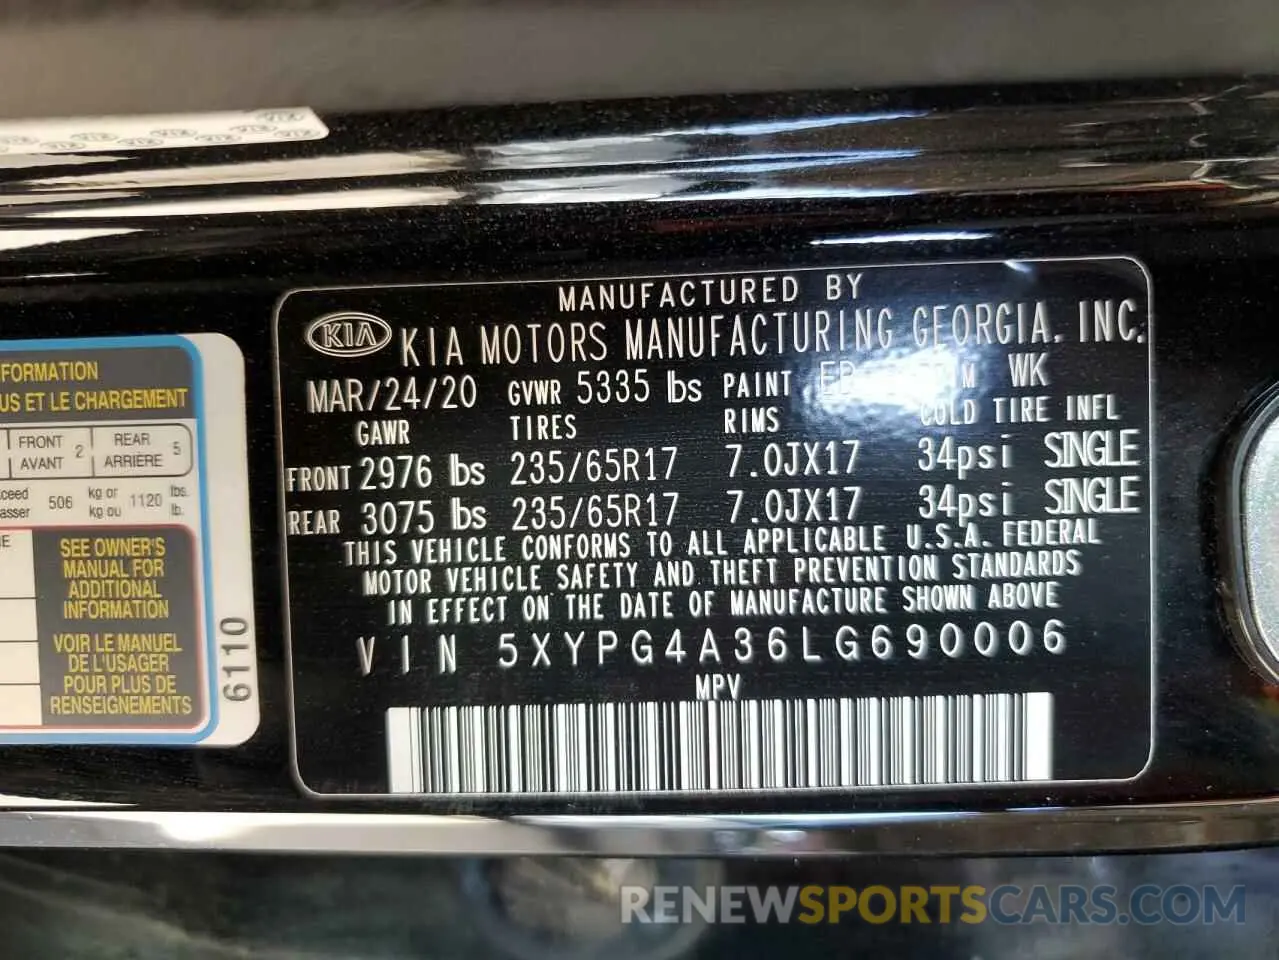 MANUFACTURED BY
KIA KIA MOTORS MANUFACTURING GEORGIA, INC.
MAR/24/20 GVWR 5335 lbs PAINT WK
GAWR TIRES RIMS COLD TIRE INFL
FRONT 2976 lbs 235/65R17 7.0JX17 34psi SINGLE
REAR 3075 lbs 235/65R17 7.0JX17 34psi SINGLE
THIS VEHICLE CONFORMS TO ALL APPLICABLE U.S.A. FEDERAL
MOTOR VEHICLE SAFETY AND THEFT PREVENTION STANDARDS
IN EFFECT ON THE DATE OF MANUFACTURE SHOWN ABOVE
VIN 5XYPG4A36LG690006
MPV
FRONT 2 REAR 5
AVANT ARRIÈRE
506 kg or 1120 lbs.
kg ou lb.
SEE OWNER'S
MANUAL FOR
ADDITIONAL
INFORMATION
VOIR LE MANUEL
DE L'USAGER
POUR PLUS DE
RENSEIGNEMENTS
ET LE CHARGEMENT
6110
RENEWSPORTSCARS.COM